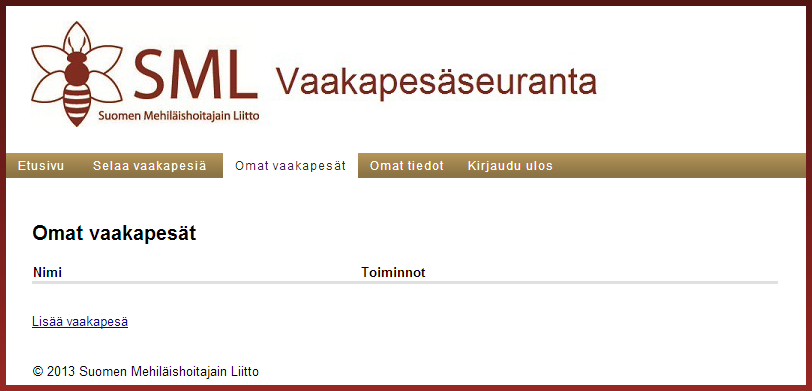 SML
Suomen Mehiläishoitajain Liitto
Vaakapesäseuranta
Etusivu Selaa vaakapesiä Omat vaakapesät Omat tiedot Kirjaudu ulos
Omat vaakapesät
Nimi Toiminnot
Lisää vaakapesä
© 2013 Suomen Mehiläishoitajain Liitto